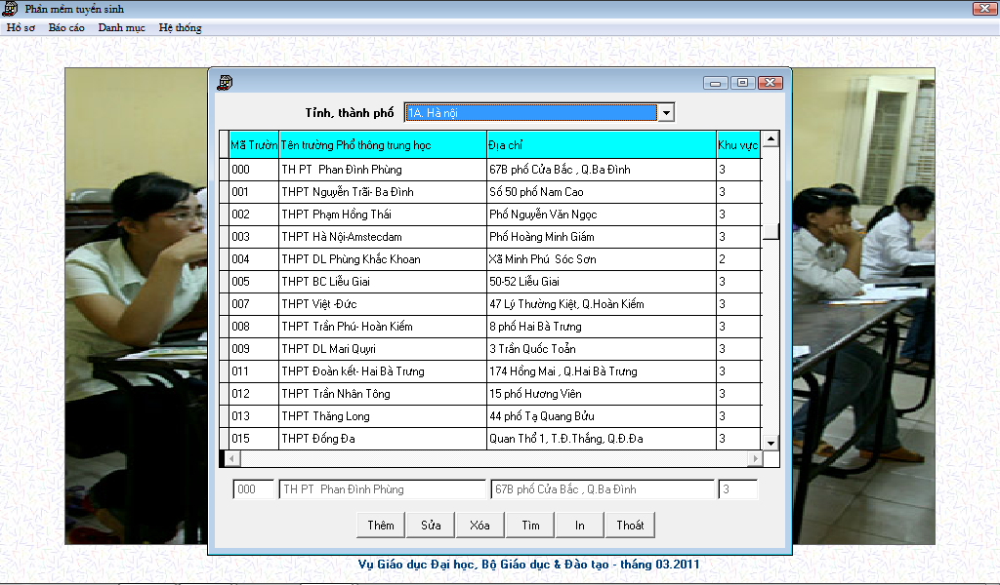 Phần mềm tuyển sinh
Hồ sơ Báo cáo Danh mục Hệ thống
Tỉnh, thành phố 1A. Hà nội
Mã Trườn Tên trường Phổ thông trung học Địa chỉ Khu vực
000 TH PT Phan Đình Phùng 67B phố Cửa Bắc , Q.Ba Đình 3
001 THPT Nguyễn Trãi- Ba Đình Số 50 phố Nam Cao 3
002 THPT Phạm Hồng Thái Phố Nguyễn Văn Ngọc 3
003 THPT Hà Nội-Amstecdam Phố Hoàng Minh Giám 3
004 THPT DL Phùng Khắc Khoan Xã Minh Phú Sóc Sơn 2
005 THPT BC Liễu Giai 50-52 Liễu Giai 3
007 THPT Việt -Đức 47 Lý Thường Kiệt, Q.Hoàn Kiếm 3
008 THPT Trần Phú- Hoàn Kiếm 8 phố Hai Bà Trưng 3
009 THPT DL Mari Quyri 3 Trần Quốc Toản 3
011 THPT Đoàn kết- Hai Bà Trưng 174 Hồng Mai , Q.Hai Bà Trưng 3
012 THPT Trần Nhân Tông 15 phố Hương Viên 3
013 THPT Thăng Long 44 phố Tạ Quang Bửu 3
015 THPT Đống Đa Quan Thổ 1, T.Đ.Thắng, Q.Đ.Đa 3
000 TH PT Phan Đình Phùng 67B phố Cửa Bắc , Q.Ba Đình 3
Thêm Sửa Xóa Tìm In Thoát
Vụ Giáo dục Đại học, Bộ Giáo dục & Đào tạo - tháng 03.2011